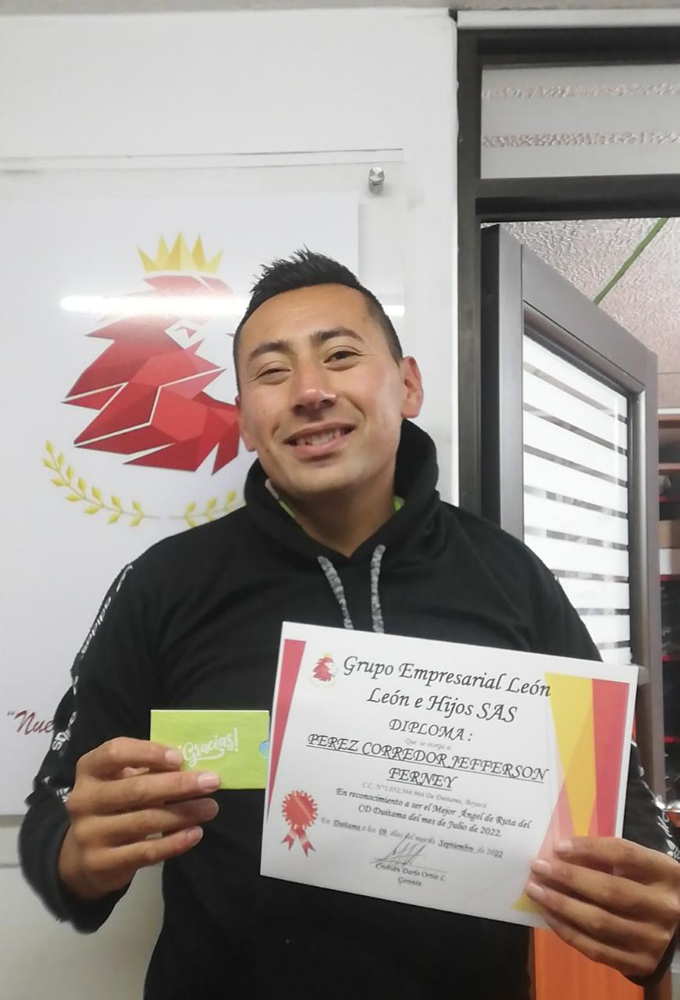 "Nue
adidas
¡Gracias!
Grupo Empresarial León
León e Hijos SAS
DIPLOMA:
Que se otorga a:
PEREZ CORREDOR JEFFERSON
FERNEY
C.C. N°1.052.394.964 De Duitama, Boyacá
En reconocimiento a ser el Mejor Ángel de Ruta del
CD Duitama del mes de Julio de 2022
En Duitama a los 09 días del mes de Septiembre de 2022
Cristian Darío Ortiz L.
Gerente